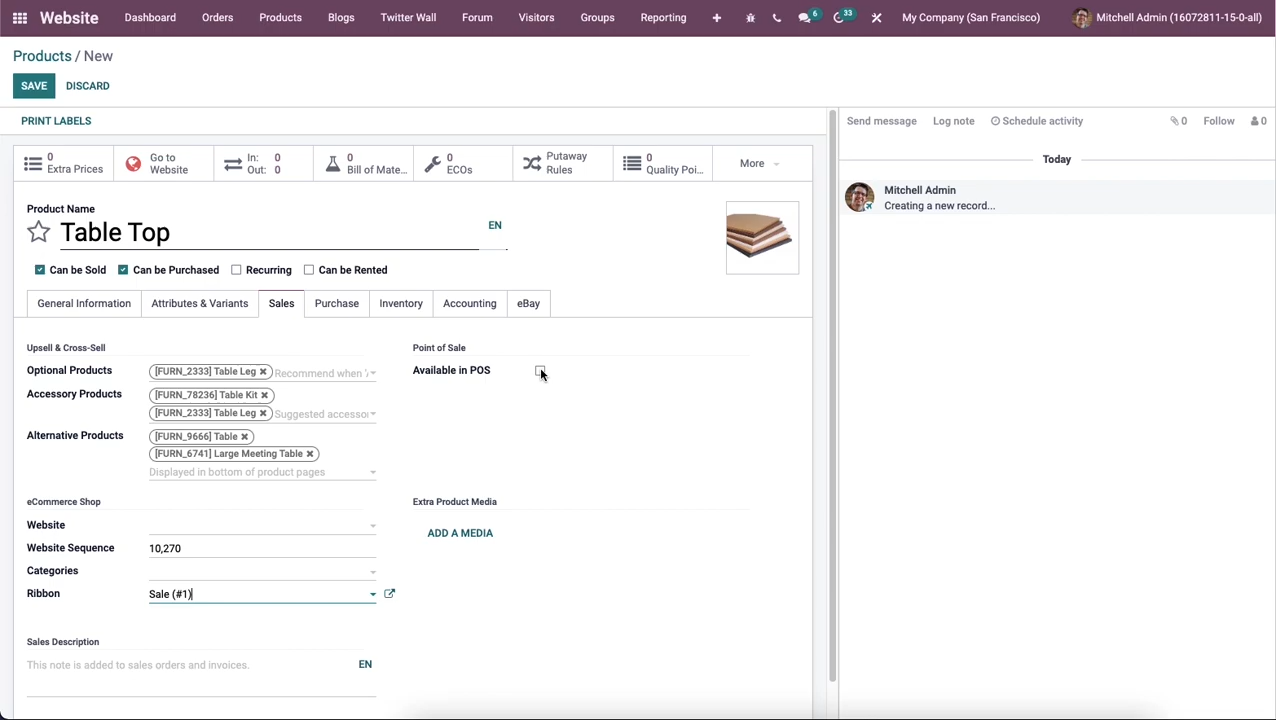 Website Dashboard Orders Products Blogs Twitter Wall Forum Visitors Groups Reporting 6 33 My Company (San Francisco) Mitchell Admin (16072811-15-0-all)
Products / New
SAVE DISCARD
PRINT LABELS
Send message Log note Schedule activity 0 Follow 0
0 Extra Prices
Go to Website
In: 0
Out: 0
0 Bill of Mate...
0 ECOs
Putaway Rules
0 Quality Poi...
More
Today
Mitchell Admin
Creating a new record...
Product Name
Table Top EN
Can be Sold Can be Purchased Recurring Can be Rented
General Information Attributes & Variants Sales Purchase Inventory Accounting eBay
Upsell & Cross-Sell
Optional Products [FURN_2333] Table Leg Recommend when
Accessory Products [FURN_78236] Table Kit
[FURN_2333] Table Leg Suggested accessor
Alternative Products [FURN_9666] Table
[FURN_6741] Large Meeting Table
Displayed in bottom of product pages
Point of Sale
Available in POS
eCommerce Shop
Website
Website Sequence 10,270
Categories
Ribbon Sale (#1)
Extra Product Media
ADD A MEDIA
Sales Description
This note is added to sales orders and invoices. EN